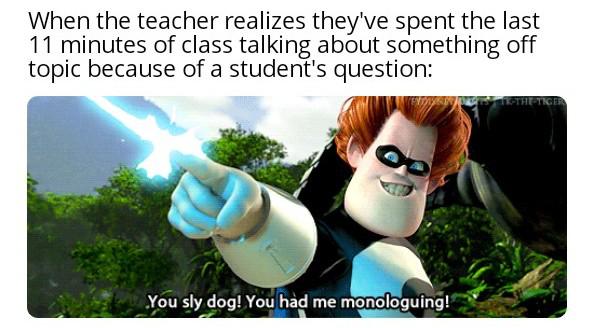 When the teacher realizes they've spent the last
11 minutes of class talking about something off
topic because of a student's question:
You sly dog! You had me monologuing!